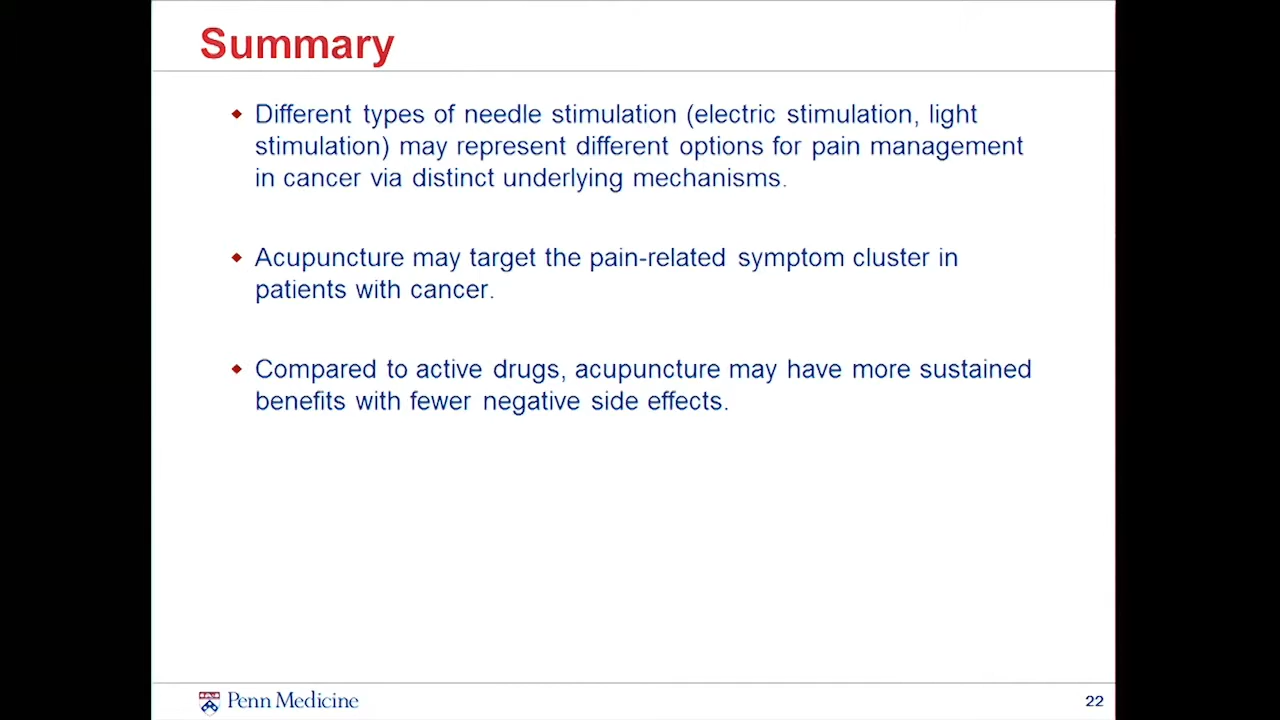 Summary
Different types of needle stimulation (electric stimulation, light
stimulation) may represent different options for pain management
in cancer via distinct underlying mechanisms.
Acupuncture may target the pain-related symptom cluster in
patients with cancer.
Compared to active drugs, acupuncture may have more sustained
benefits with fewer negative side effects.
Penn Medicine
22